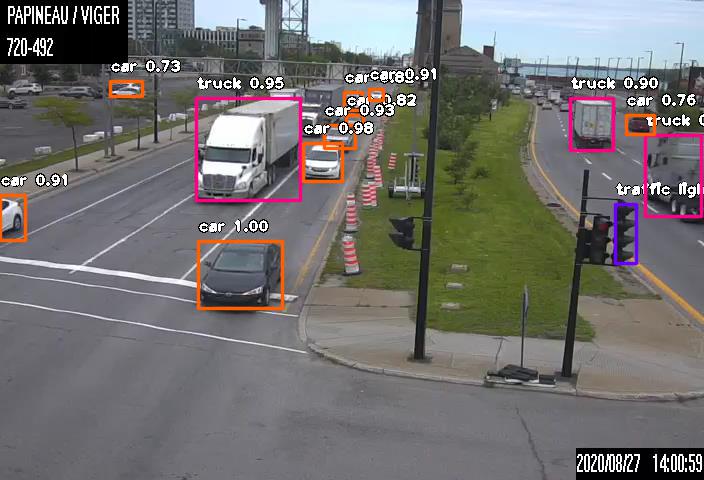 PAPINEAU / VIGER
720-492
car 0.73
truck 0.95
car 0.91
car 0.82
car 0.93
car 0.98
truck 0.90
car 0.76
truck
car 0.91
traffic
car 1.00
2020/08/27 14:00:59